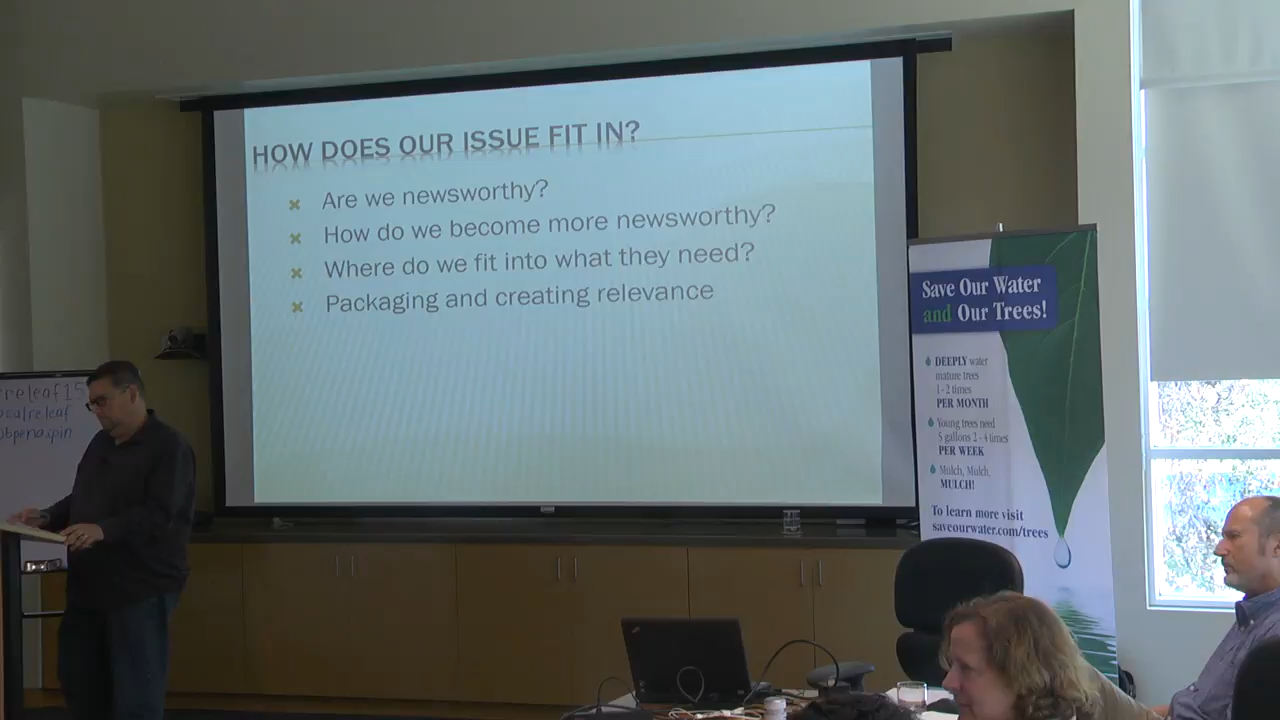 HOW DOES OUR ISSUE FIT IN?
Are we newsworthy?
How do we become more newsworthy?
Where do we fit into what they need?
Packaging and creating relevance
Save Our Water
and Our Trees!
DEEPLY water
mature trees
1-2 times
PER MONTH
Young trees need
5 gallons 2-4 times
PER WEEK
Mulch, Mulch,
MULCH!
To learn more visit
saveourwater.com/trees
releaf15
calreleaf